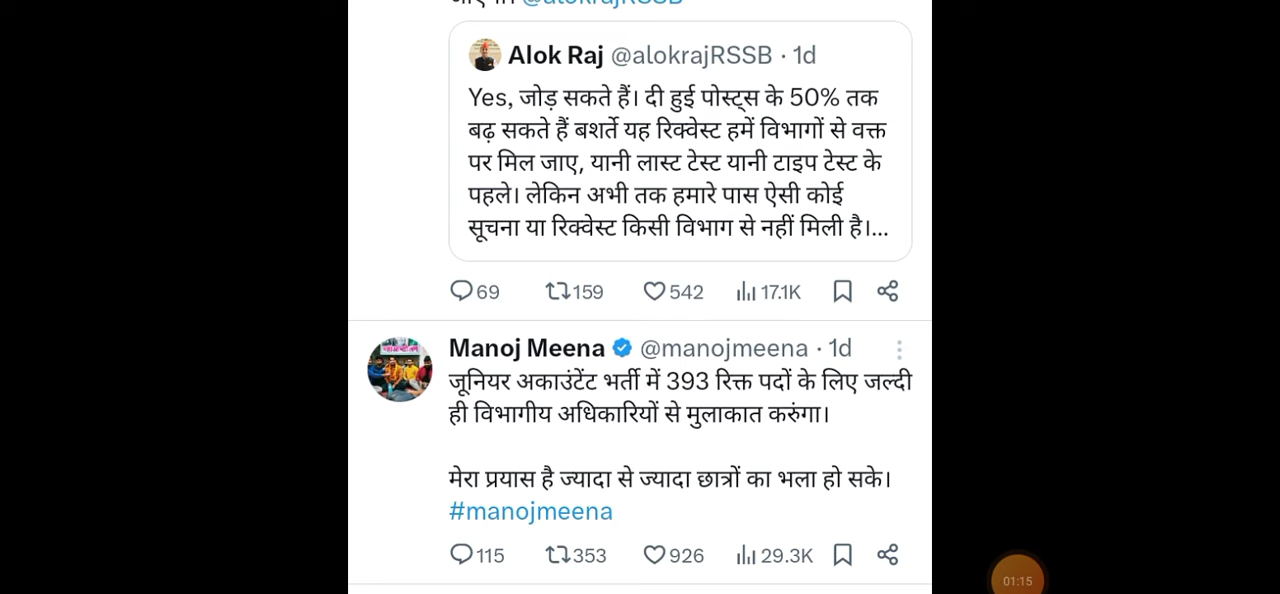 @alokrajRSSB
Alok Raj @alokrajRSSB · 1d
Yes, जोड़ सकते हैं। दी हुई पोस्ट्स के 50% तक
बढ़ सकते हैं बशर्ते यह रिक्वेस्ट हमें विभागों से वक्त
पर मिल जाए, यानी लास्ट टेस्ट यानी टाइप टेस्ट के
पहले। लेकिन अभी तक हमारे पास ऐसी कोई
सूचना या रिक्वेस्ट किसी विभाग से नहीं मिली है।...
69 159 542 17.1K
Manoj Meena @manojmeena · 1d
जूनियर अकाउंटेंट भर्ती में 393 रिक्त पदों के लिए जल्दी
ही विभागीय अधिकारियों से मुलाकात करुंगा।
मेरा प्रयास है ज्यादा से ज्यादा छात्रों का भला हो सके।
#manojmeena
115 353 926 29.3K
01:15